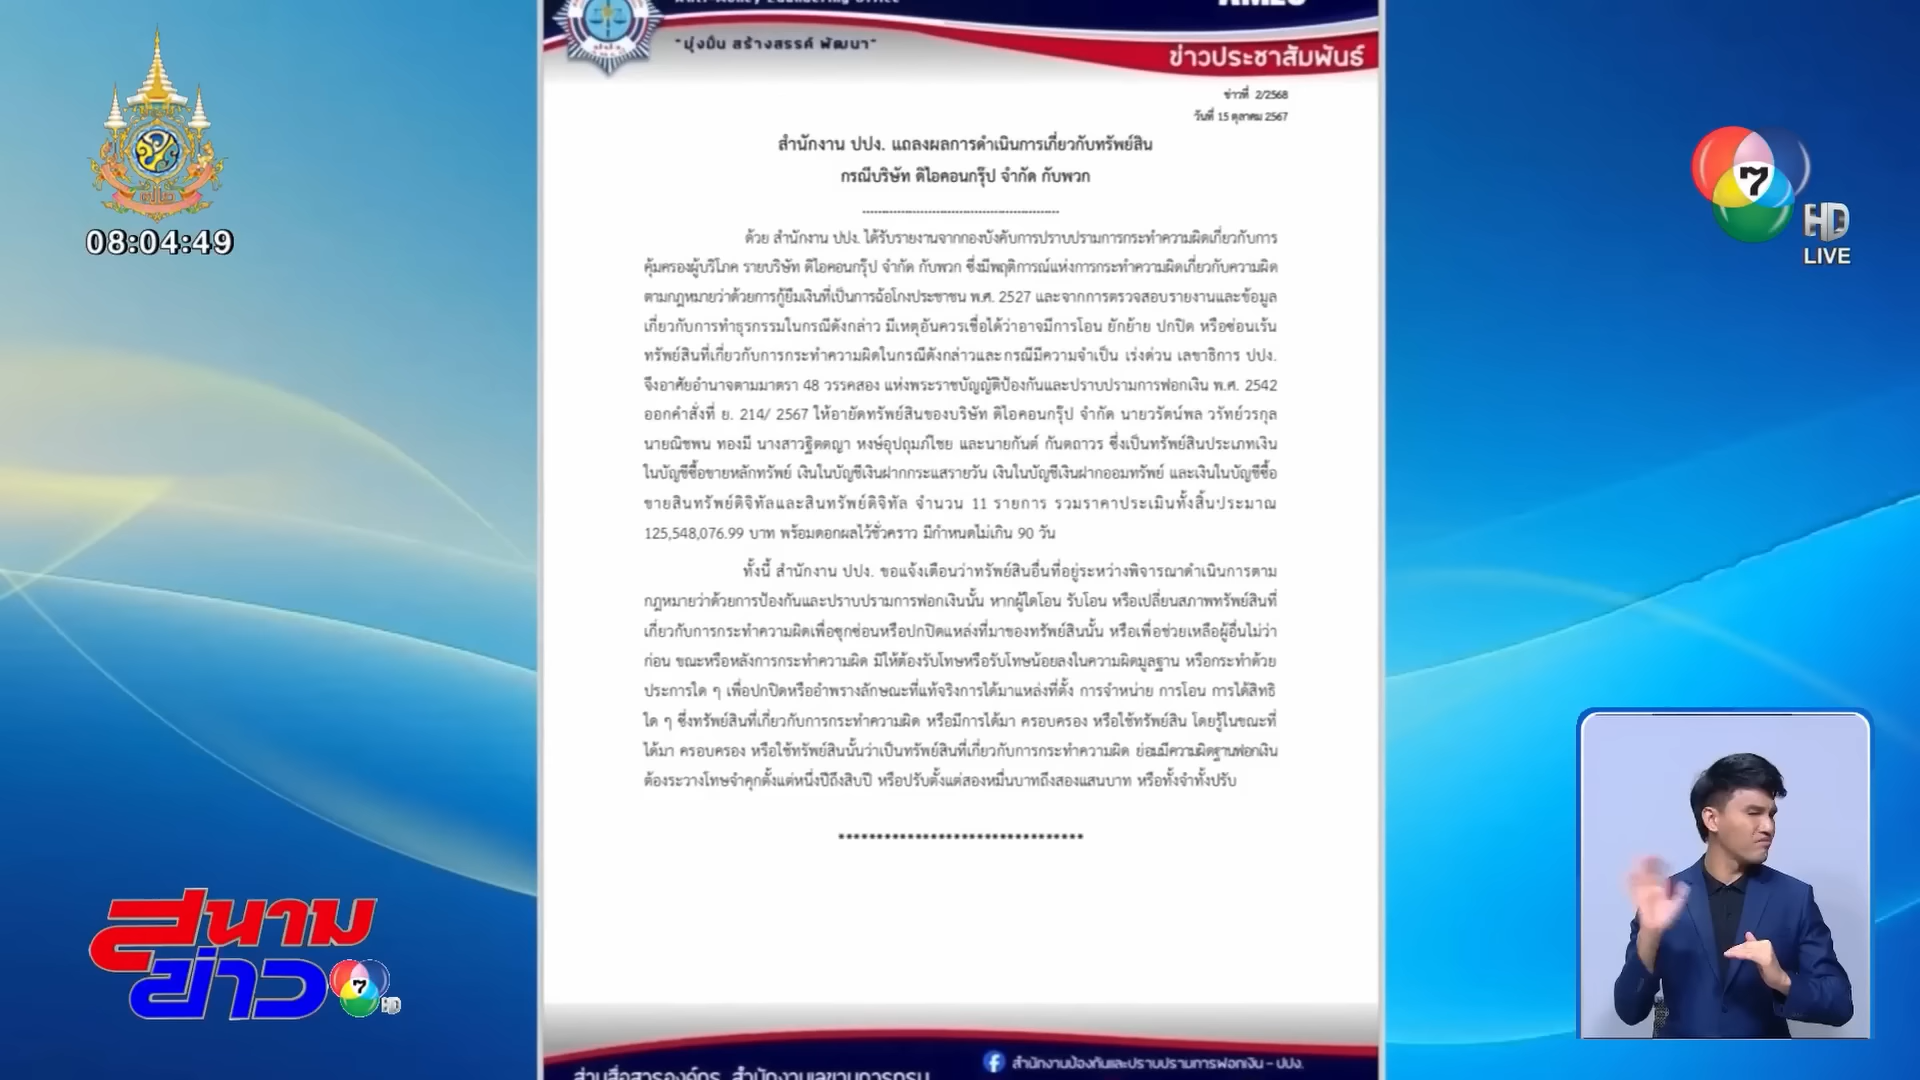 "มุ่งมั่น สร้างสรรค์ พัฒนา"
ข่าวประชาสัมพันธ์
7
HD
LIVE
08:04:49
ข่าวที่ 2/2568
วันที่ 15 ตุลาคม 2567
สำนักงาน ปปง. แถลงผลการดำเนินการเกี่ยวกับทรัพย์สิน
กรณีบริษัท ดิไอคอนกรุ๊ป จำกัด กับพวก
ด้วย สำนักงาน ปปง. ได้รับรายงานจากกองบังคับการปราบปรามการกระทำความผิดเกี่ยวกับการ
คุ้มครองผู้บริโภค รายบริษัท ดิไอคอนกรุ๊ป จำกัด กับพวก ซึ่งมีพฤติการณ์แห่งการกระทำความผิดเกี่ยวกับความผิด
ตามกฎหมายว่าด้วยการกู้ยืมเงินที่เป็นการฉ้อโกงประชาชน พ.ศ. 2527 และจากการตรวจสอบรายงานและข้อมูล
เกี่ยวกับการทำธุรกรรมในกรณีดังกล่าว มีเหตุอันควรเชื่อได้ว่าอาจมีการโอน ยักย้าย ปกปิด หรือซ่อนเร้น
ทรัพย์สินที่เกี่ยวกับการกระทำความผิดในกรณีดังกล่าวและกรณีมีความจำเป็น เร่งด่วน เลขาธิการ ปปง.
จึงอาศัยอำนาจตามมาตรา 48 วรรคสอง แห่งพระราชบัญญัติป้องกันและปราบปรามการฟอกเงิน พ.ศ. 2542
ออกคำสั่งที่ ย. 214/ 2567 ให้อายัดทรัพย์สินของบริษัท ดิไอคอนกรุ๊ป จำกัด นายวรัตน์พล วรัทย์วรกุล
นายณิชพน ทองมี นางสาวฐิตตญา หงษ์อุปถุมภ์ไชย และนายกันต์ กันตถาวร ซึ่งเป็นทรัพย์สินประเภทเงิน
ในบัญชีซื้อขายหลักทรัพย์ เงินในบัญชีเงินฝากกระแสรายวัน เงินในบัญชีเงินฝากออมทรัพย์ และเงินในบัญชีซื้อ
ขายสินทรัพย์ดิจิทัลและสินทรัพย์ดิจิทัล จำนวน 11 รายการ รวมราคาประเมินทั้งสิ้นประมาณ
125,548,076.99 บาท พร้อมดอกผลไว้ชั่วคราว มีกำหนดไม่เกิน 90 วัน
ทั้งนี้ สำนักงาน ปปง. ขอแจ้งเตือนว่าทรัพย์สินอื่นที่อยู่ระหว่างพิจารณาดำเนินการตาม
กฎหมายว่าด้วยการป้องกันและปราบปรามการฟอกเงินนั้น หากผู้ใดโอน รับโอน หรือเปลี่ยนสภาพทรัพย์สินที่
เกี่ยวกับการกระทำความผิดเพื่อซุกซ่อนหรือปกปิดแหล่งที่มาของทรัพย์สินนั้น หรือเพื่อช่วยเหลือผู้อื่นไม่ว่า
ก่อน ขณะหรือหลังการกระทำความผิด มิให้ต้องรับโทษหรือรับโทษน้อยลงในความผิดมูลฐาน หรือกระทำด้วย
ประการใด ๆ เพื่อปกปิดหรืออำพรางลักษณะที่แท้จริงการได้มาแหล่งที่ตั้ง การจำหน่าย การโอน การได้สิทธิ
ใด ๆ ซึ่งทรัพย์สินที่เกี่ยวกับการกระทำความผิด หรือมีการได้มา ครอบครอง หรือใช้ทรัพย์สิน โดยรู้ในขณะที่
ได้มา ครอบครอง หรือใช้ทรัพย์สินนั้นว่าเป็นทรัพย์สินที่เกี่ยวกับการกระทำความผิด ย่อมมีความผิดฐานฟอกเงิน
ต้องระวางโทษจำคุกตั้งแต่หนึ่งปีถึงสิบปี หรือปรับตั้งแต่สองหมื่นบาทถึงสองแสนบาท หรือทั้งจำทั้งปรับ
********************************
สนาม
ข่าว
7
HD
สำนักงานป้องกันและปราบปรามการฟอกเงิน - ปปง.
ส่วนสื่อสารองค์กร สำนักงานเลขานุการกรม